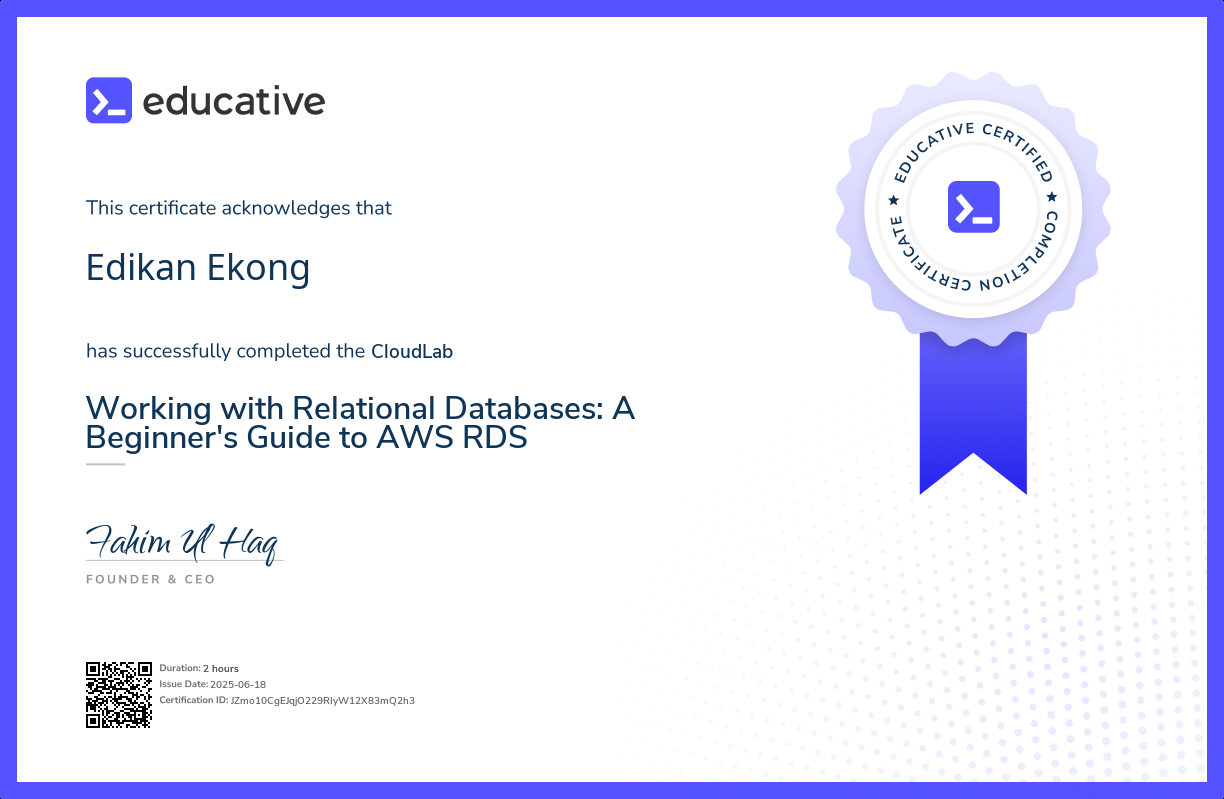 educative
EDUCATIVE CERTIFIED
COMPLETION CERTIFICATE
This certificate acknowledges that
Edikan Ekong
has successfully completed the CloudLab
Working with Relational Databases: A
Beginner's Guide to AWS RDS
Fahim Ul Haq
FOUNDER & CEO
Duration: 2 hours
Issue Date: 2025-06-18
Certification ID: JZmo10CgEJqjO229RlyW12X83mQ2h3